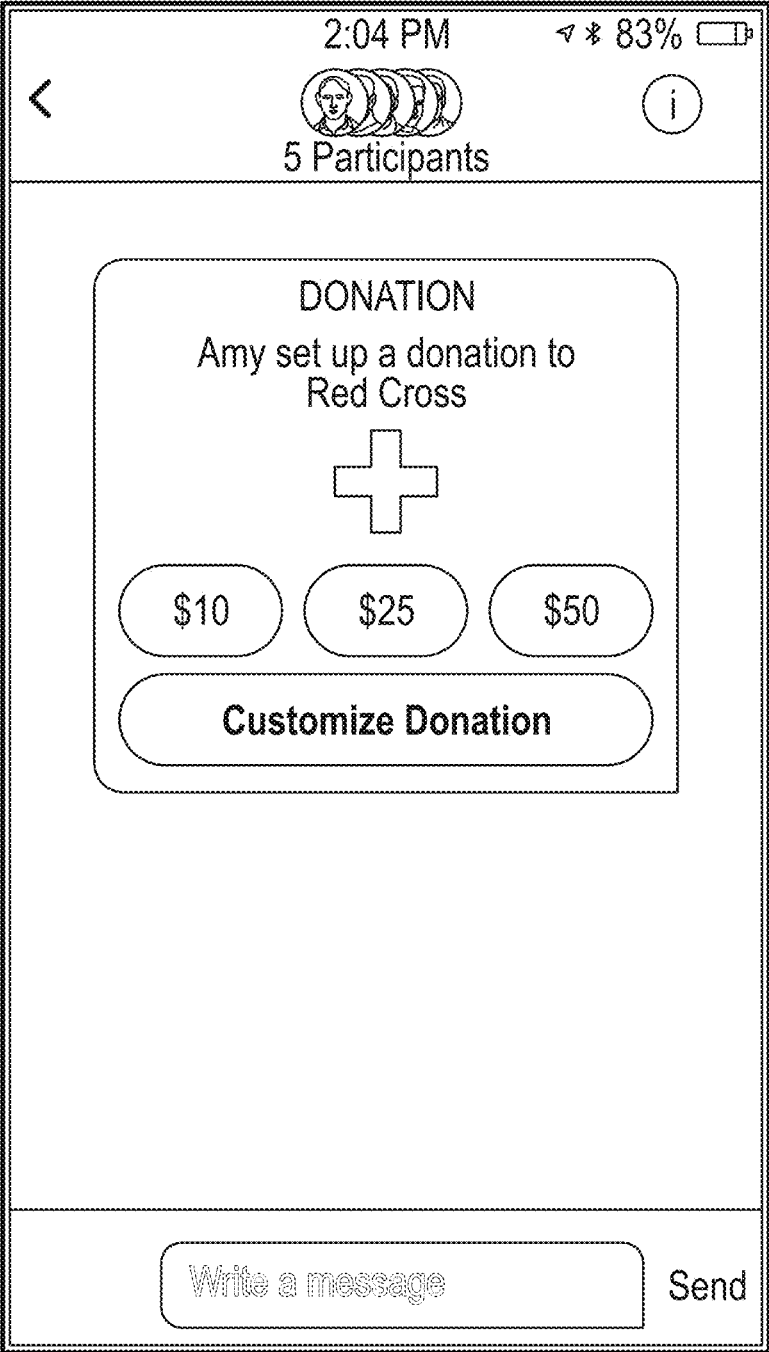 2:04 PM 83%
i
5 Participants
DONATION
Amy set up a donation to
Red Cross
$10 $25 $50
Customize Donation
Write a message Send